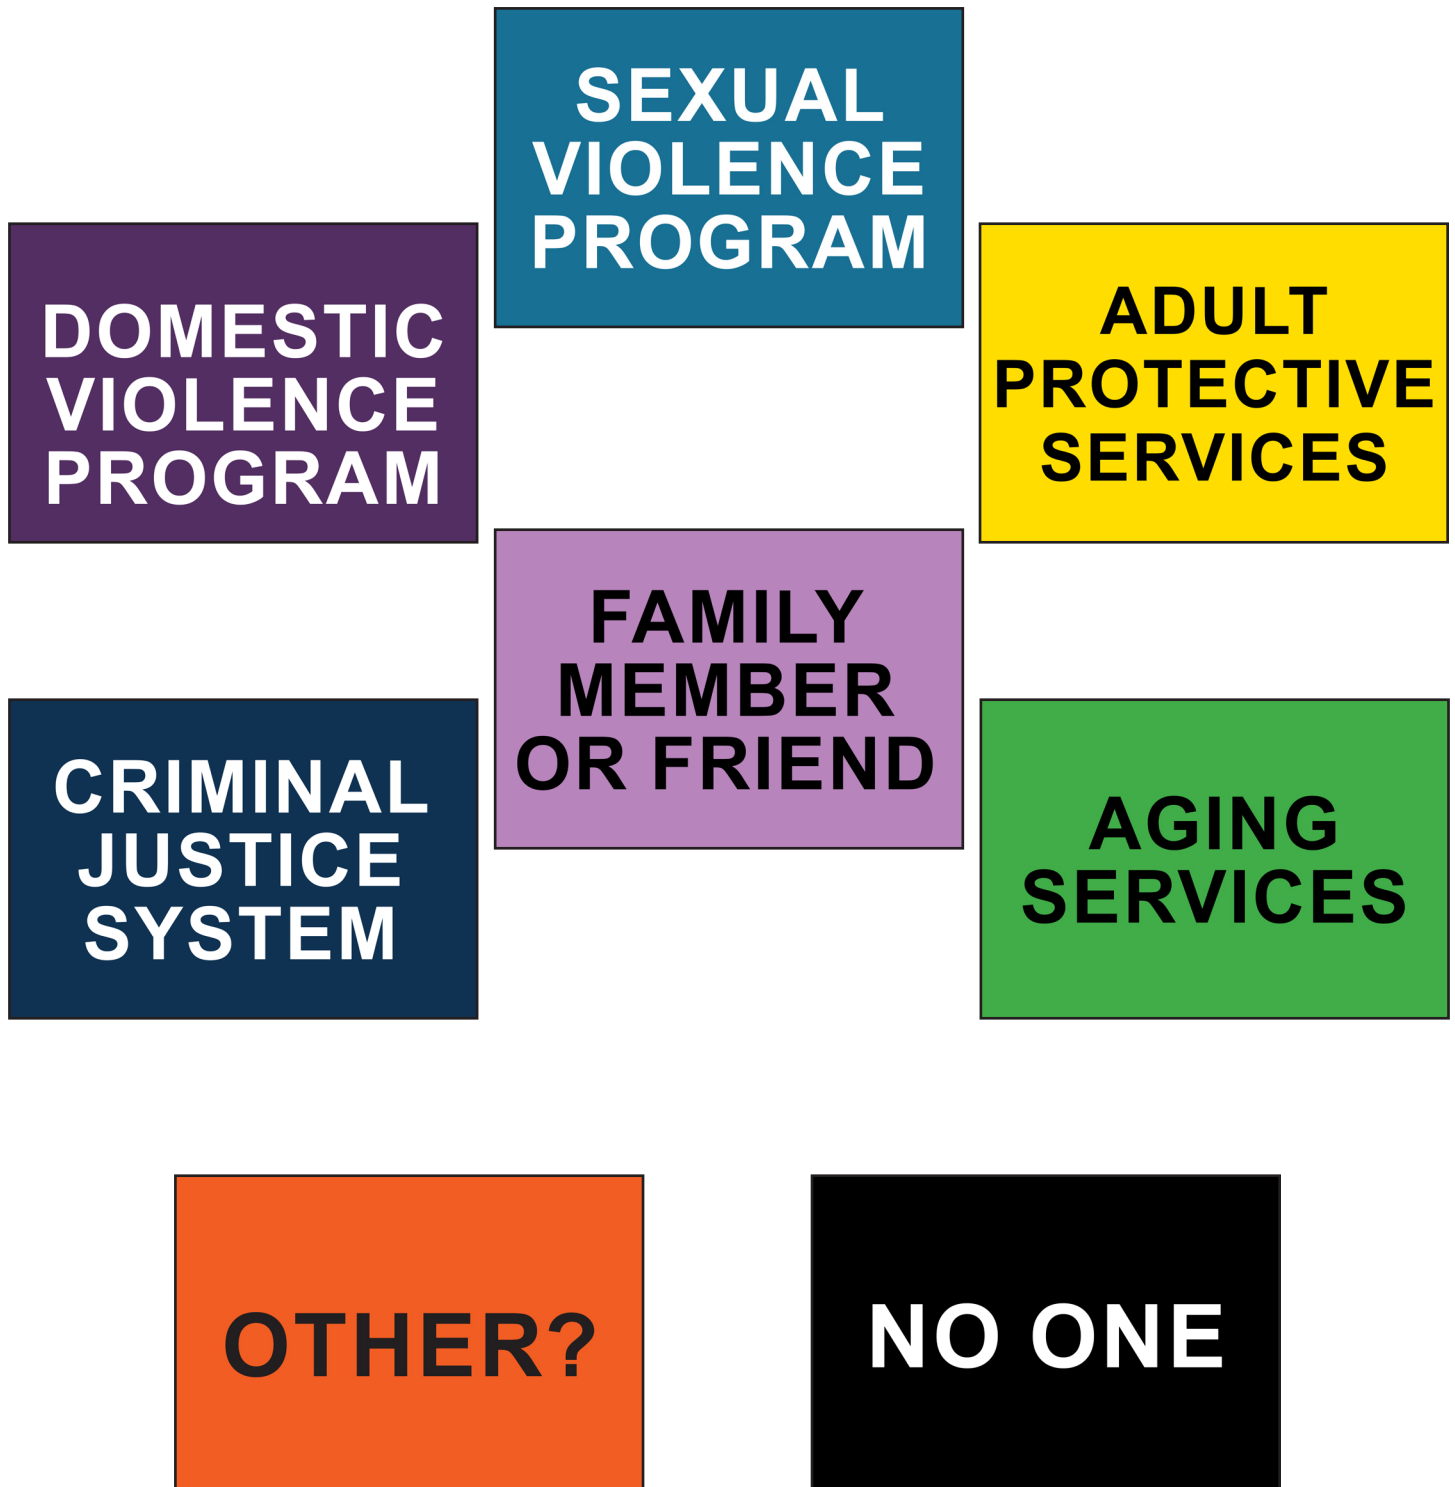 SEXUAL
VIOLENCE
PROGRAM
DOMESTIC
VIOLENCE
PROGRAM
ADULT
PROTECTIVE
SERVICES
FAMILY
MEMBER
OR FRIEND
CRIMINAL
JUSTICE
SYSTEM
AGING
SERVICES
OTHER?
NO ONE